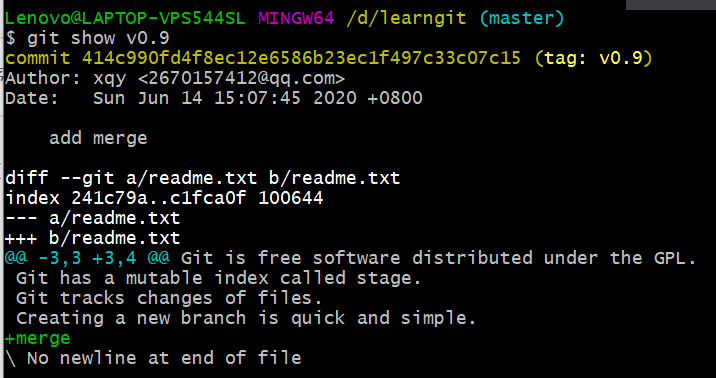 Lenovo@LAPTOP-VPS544SL MINGW64 /d/learngit (master)
$ git show v0.9
commit 414c990fd4f8ec12e6586b23ec1f497c33c07c15 (tag: v0.9)
Author: xqy <2670157412@qq.com>
Date:   Sun Jun 14 15:07:45 2020 +0800

    add merge

diff --git a/readme.txt b/readme.txt
index 241c79a..c1fca0f 100644
--- a/readme.txt
+++ b/readme.txt
@@ -3,3 +3,4 @@ Git is free software distributed under the GPL.
 Git has a mutable index called stage.
 Git tracks changes of files.
 Creating a new branch is quick and simple.
+merge
\ No newline at end of file